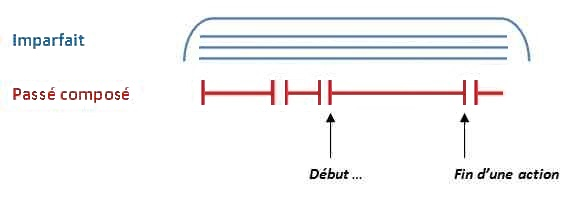 Imparfait
Passé composé
Début ...
Fin d’une action